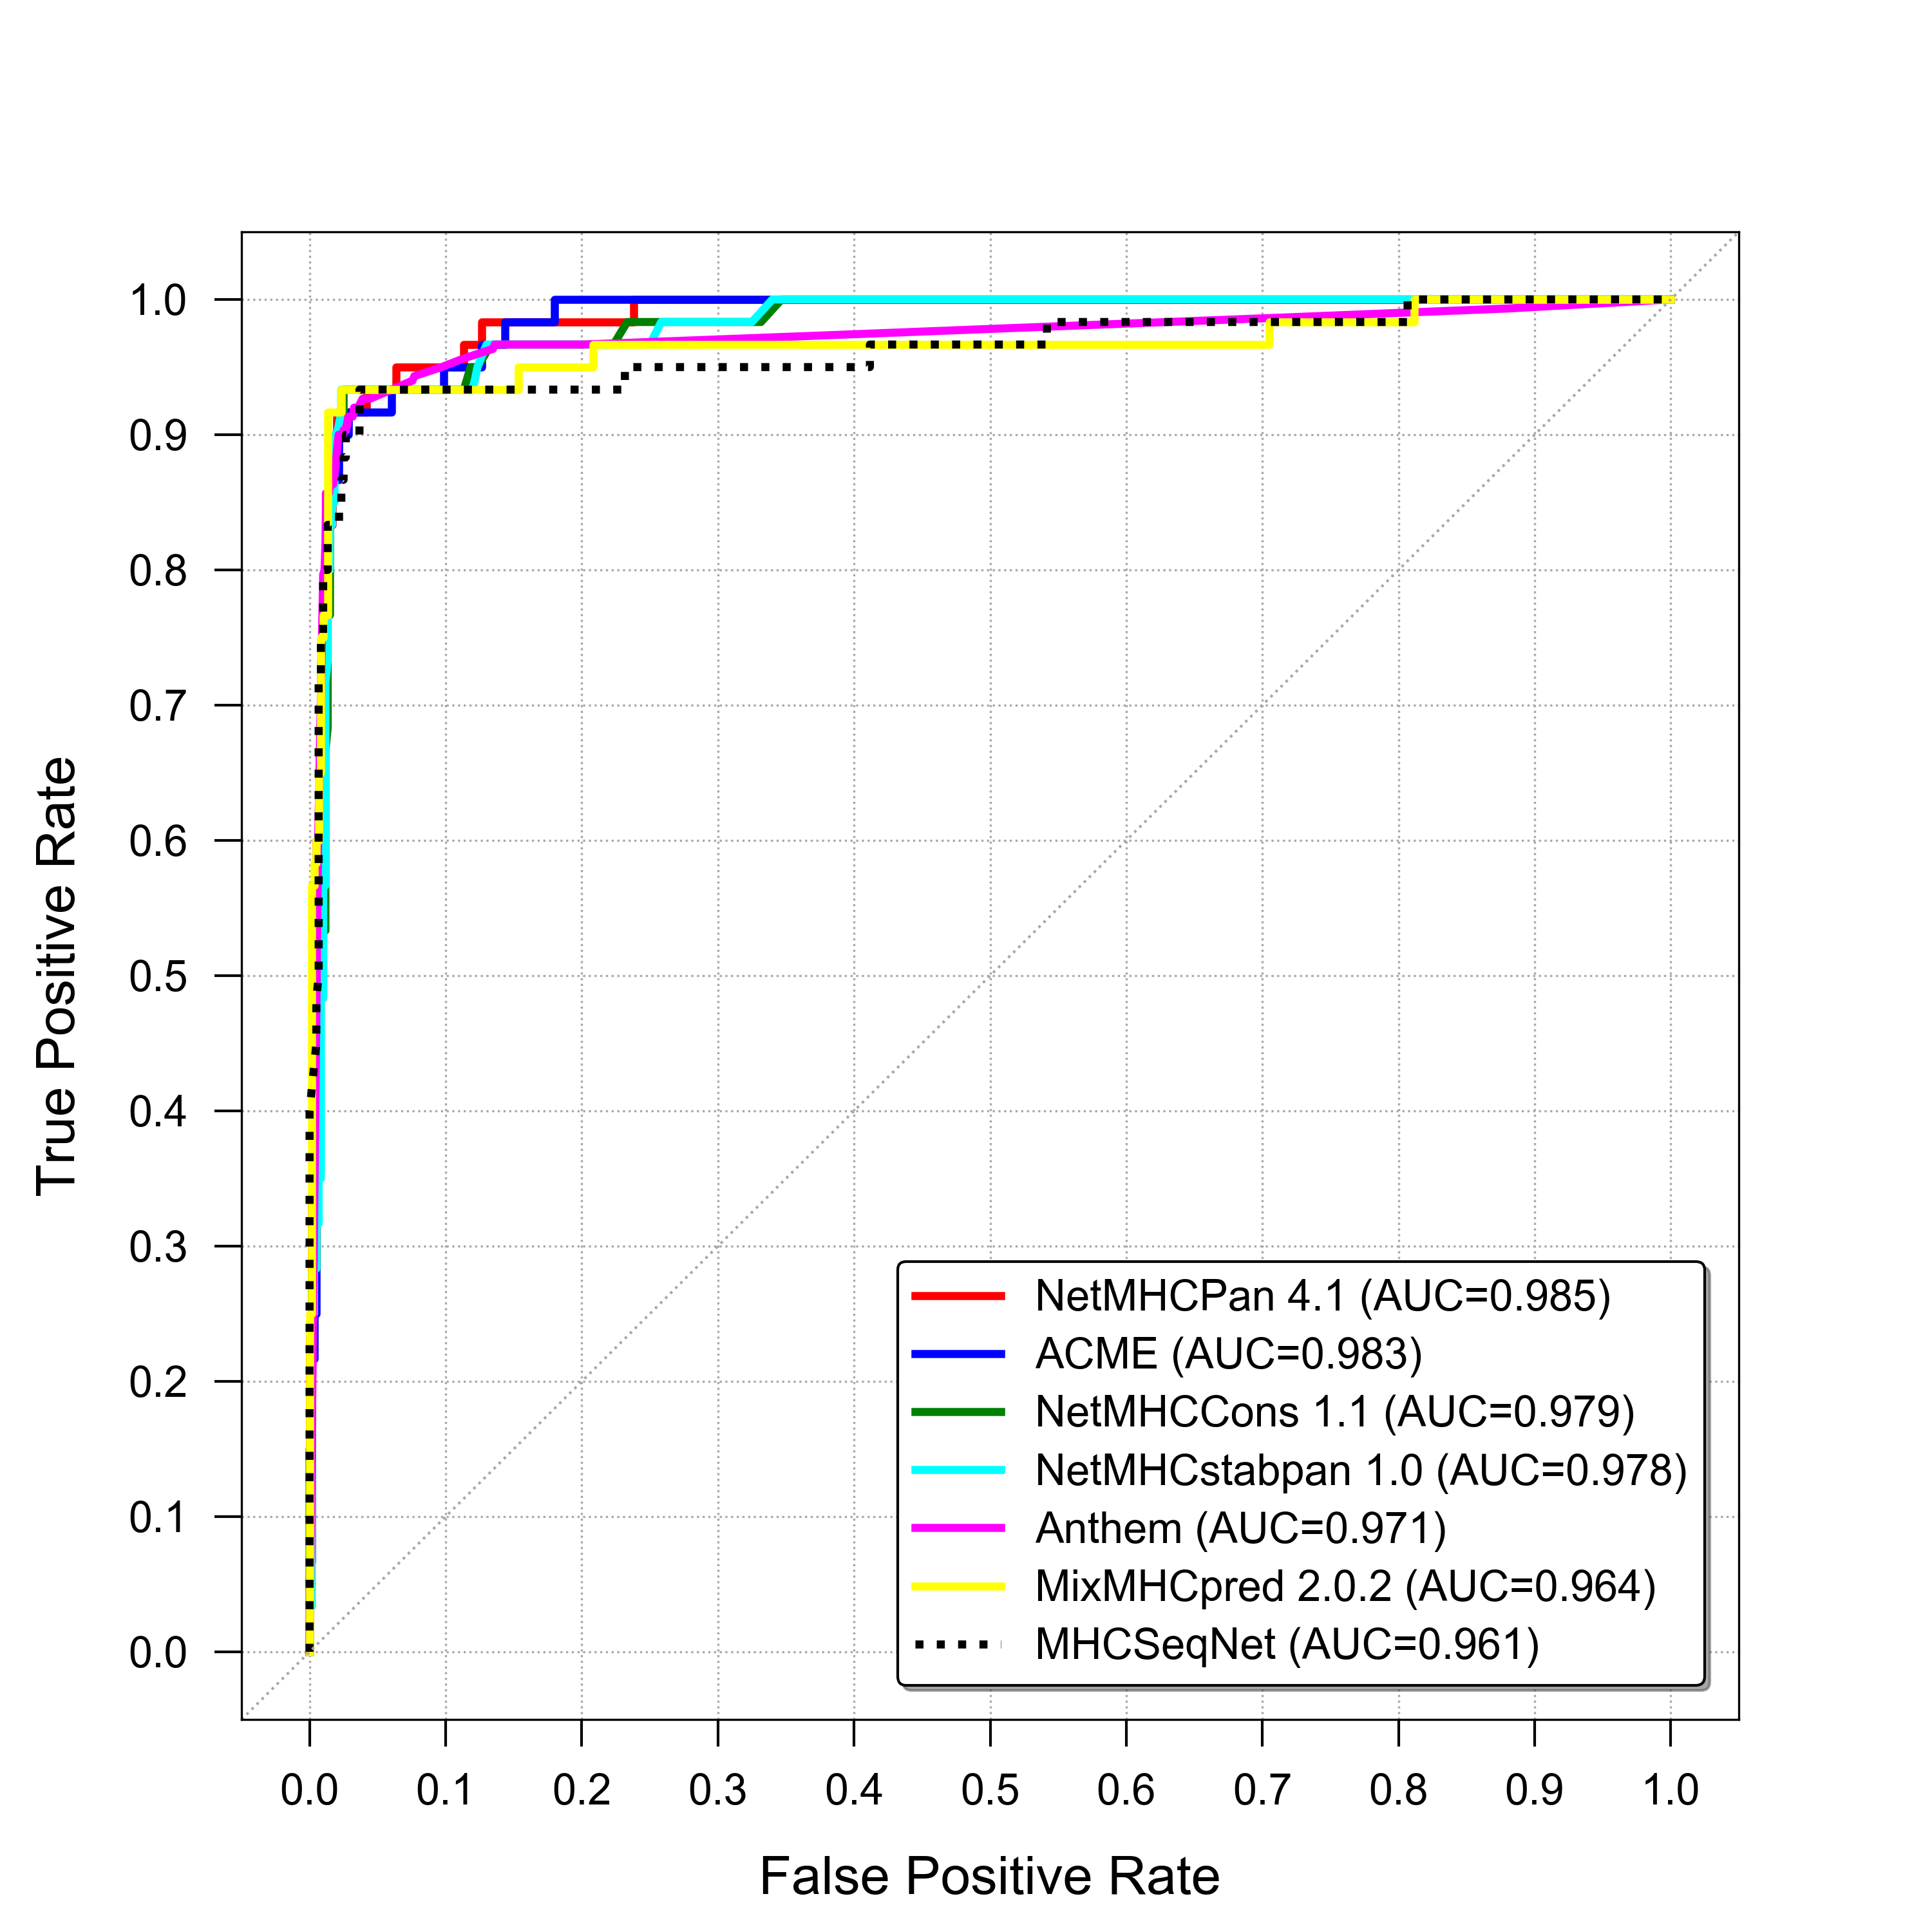 True Positive Rate
1.0
0.9
0.8
0.7
0.6
0.5
0.4
0.3
0.2
0.1
0.0
NetMHCPan 4.1 (AUC=0.985)
ACME (AUC=0.983)
NetMHCCons 1.1 (AUC=0.979)
NetMHCstabpan 1.0 (AUC=0.978)
Anthem (AUC=0.971)
MixMHCpred 2.0.2 (AUC=0.964)
MHCSeqNet (AUC=0.961)
0.0 0.1 0.2 0.3 0.4 0.5 0.6 0.7 0.8 0.9 1.0
False Positive Rate